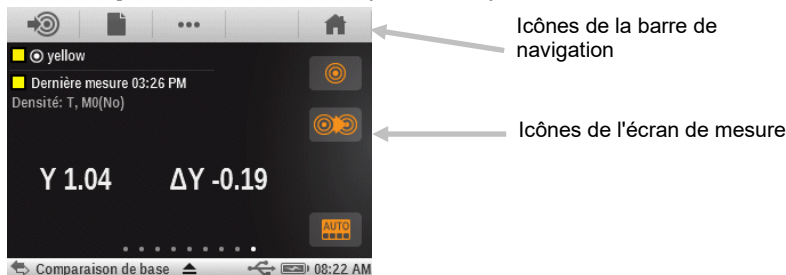 Icônes de la barre de
navigation
yellow
Dernière mesure 03:26 PM
Densité: T, M0(No)
Icônes de l'écran de mesure
Y 1.04 ΔY -0.19
AUTO
Comparaison de base 08:22 AM